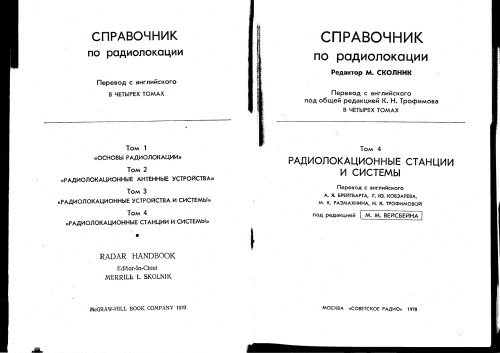 СПРАВОЧНИК
по радиолокации
Перевод с английского
В ЧЕТЫРЕХ ТОМАХ
Том 1
«ОСНОВЫ РАДИОЛОКАЦИИ»
Том 2
«РАДИОЛОКАЦИОННЫЕ АНТЕННЫЕ УСТРОЙСТВА»
Том 3
«РАДИОЛОКАЦИОННЫЕ УСТРОЙСТВА И СИСТЕМЫ»
Том 4
«РАДИОЛОКАЦИОННЫЕ СТАНЦИИ И СИСТЕМЫ»
RADAR HANDBOOK
Editor-in-Chief
MERRILL I. SKOLNIK
McGRAW-HILL BOOK COMPANY 1970
СПРАВОЧНИК
по радиолокации
Редактор М. СКОЛНИК
Перевод с английского
под общей редакцией К. Н. Трофимова
В ЧЕТЫРЕХ ТОМАХ
Том 4
РАДИОЛОКАЦИОННЫЕ СТАНЦИИ
И СИСТЕМЫ
Перевод с английского
А. Я. БРЕЙТБАРТА, Г. Ю. КОБЗАРЕВА,
М. К. РАЗМАХНИНА, Н. К. ТРОФИМОВОЙ
под редакцией М. М. ВЕЙСБЕЙНА
МОСКВА «СОВЕТСКОЕ РАДИО» 1978